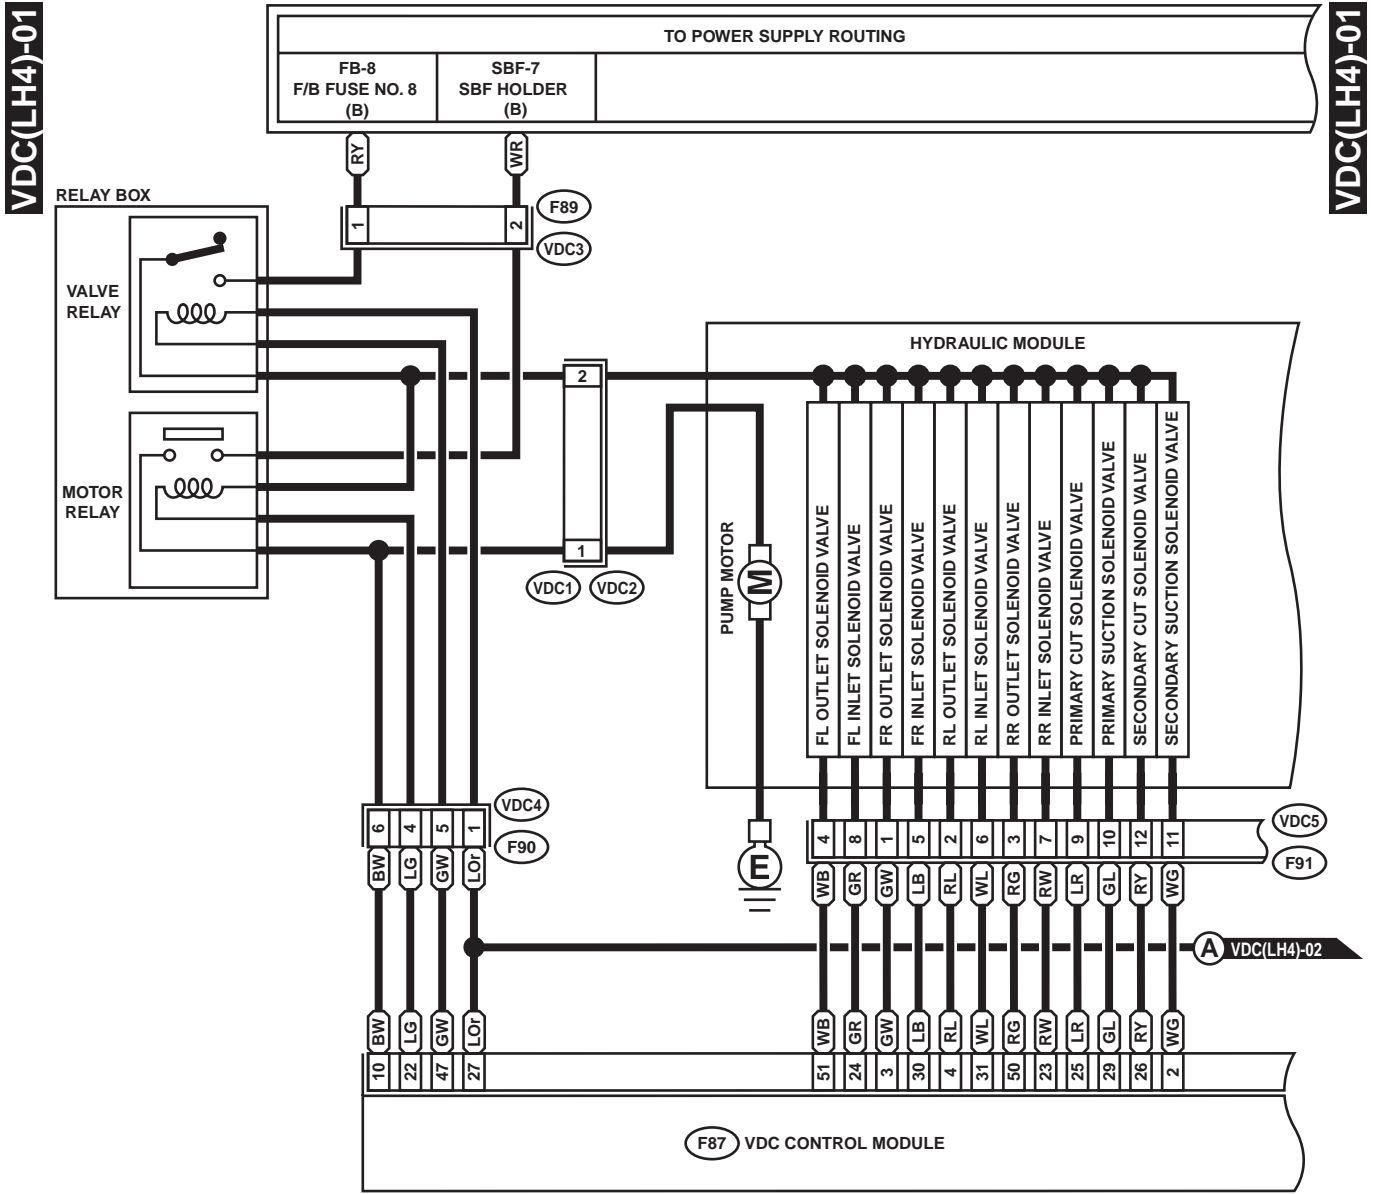 VDC(LH4)-01
VDC(LH4)-01
TO POWER SUPPLY ROUTING
FB-8
F/B FUSE NO. 8
(B)
SBF-7
SBF HOLDER
(B)
RY
WR
RELAY BOX
1
2
F89
VDC3
VALVE
RELAY
HYDRAULIC MODULE
2
MOTOR
RELAY
1
VDC1
VDC2
PUMP MOTOR
M
FL OUTLET SOLENOID VALVE
FL INLET SOLENOID VALVE
FR OUTLET SOLENOID VALVE
FR INLET SOLENOID VALVE
RL OUTLET SOLENOID VALVE
RL INLET SOLENOID VALVE
RR OUTLET SOLENOID VALVE
RR INLET SOLENOID VALVE
PRIMARY CUT SOLENOID VALVE
PRIMARY SUCTION SOLENOID VALVE
SECONDARY CUT SOLENOID VALVE
SECONDARY SUCTION SOLENOID VALVE
6 4 5 1
VDC4
F90
BW LG GW LOr
E
4 8 1 5 2 6 3 7 9 10 12 11
VDC5
F91
WB GR GW LB RL WL RG RW LR GL RY WG
A VDC(LH4)-02
BW LG GW LOr
WB GR GW LB RL WL RG RW LR GL RY WG
10 22 47 27
51 24 3 30 4 31 50 23 25 29 26 2
F87 VDC CONTROL MODULE